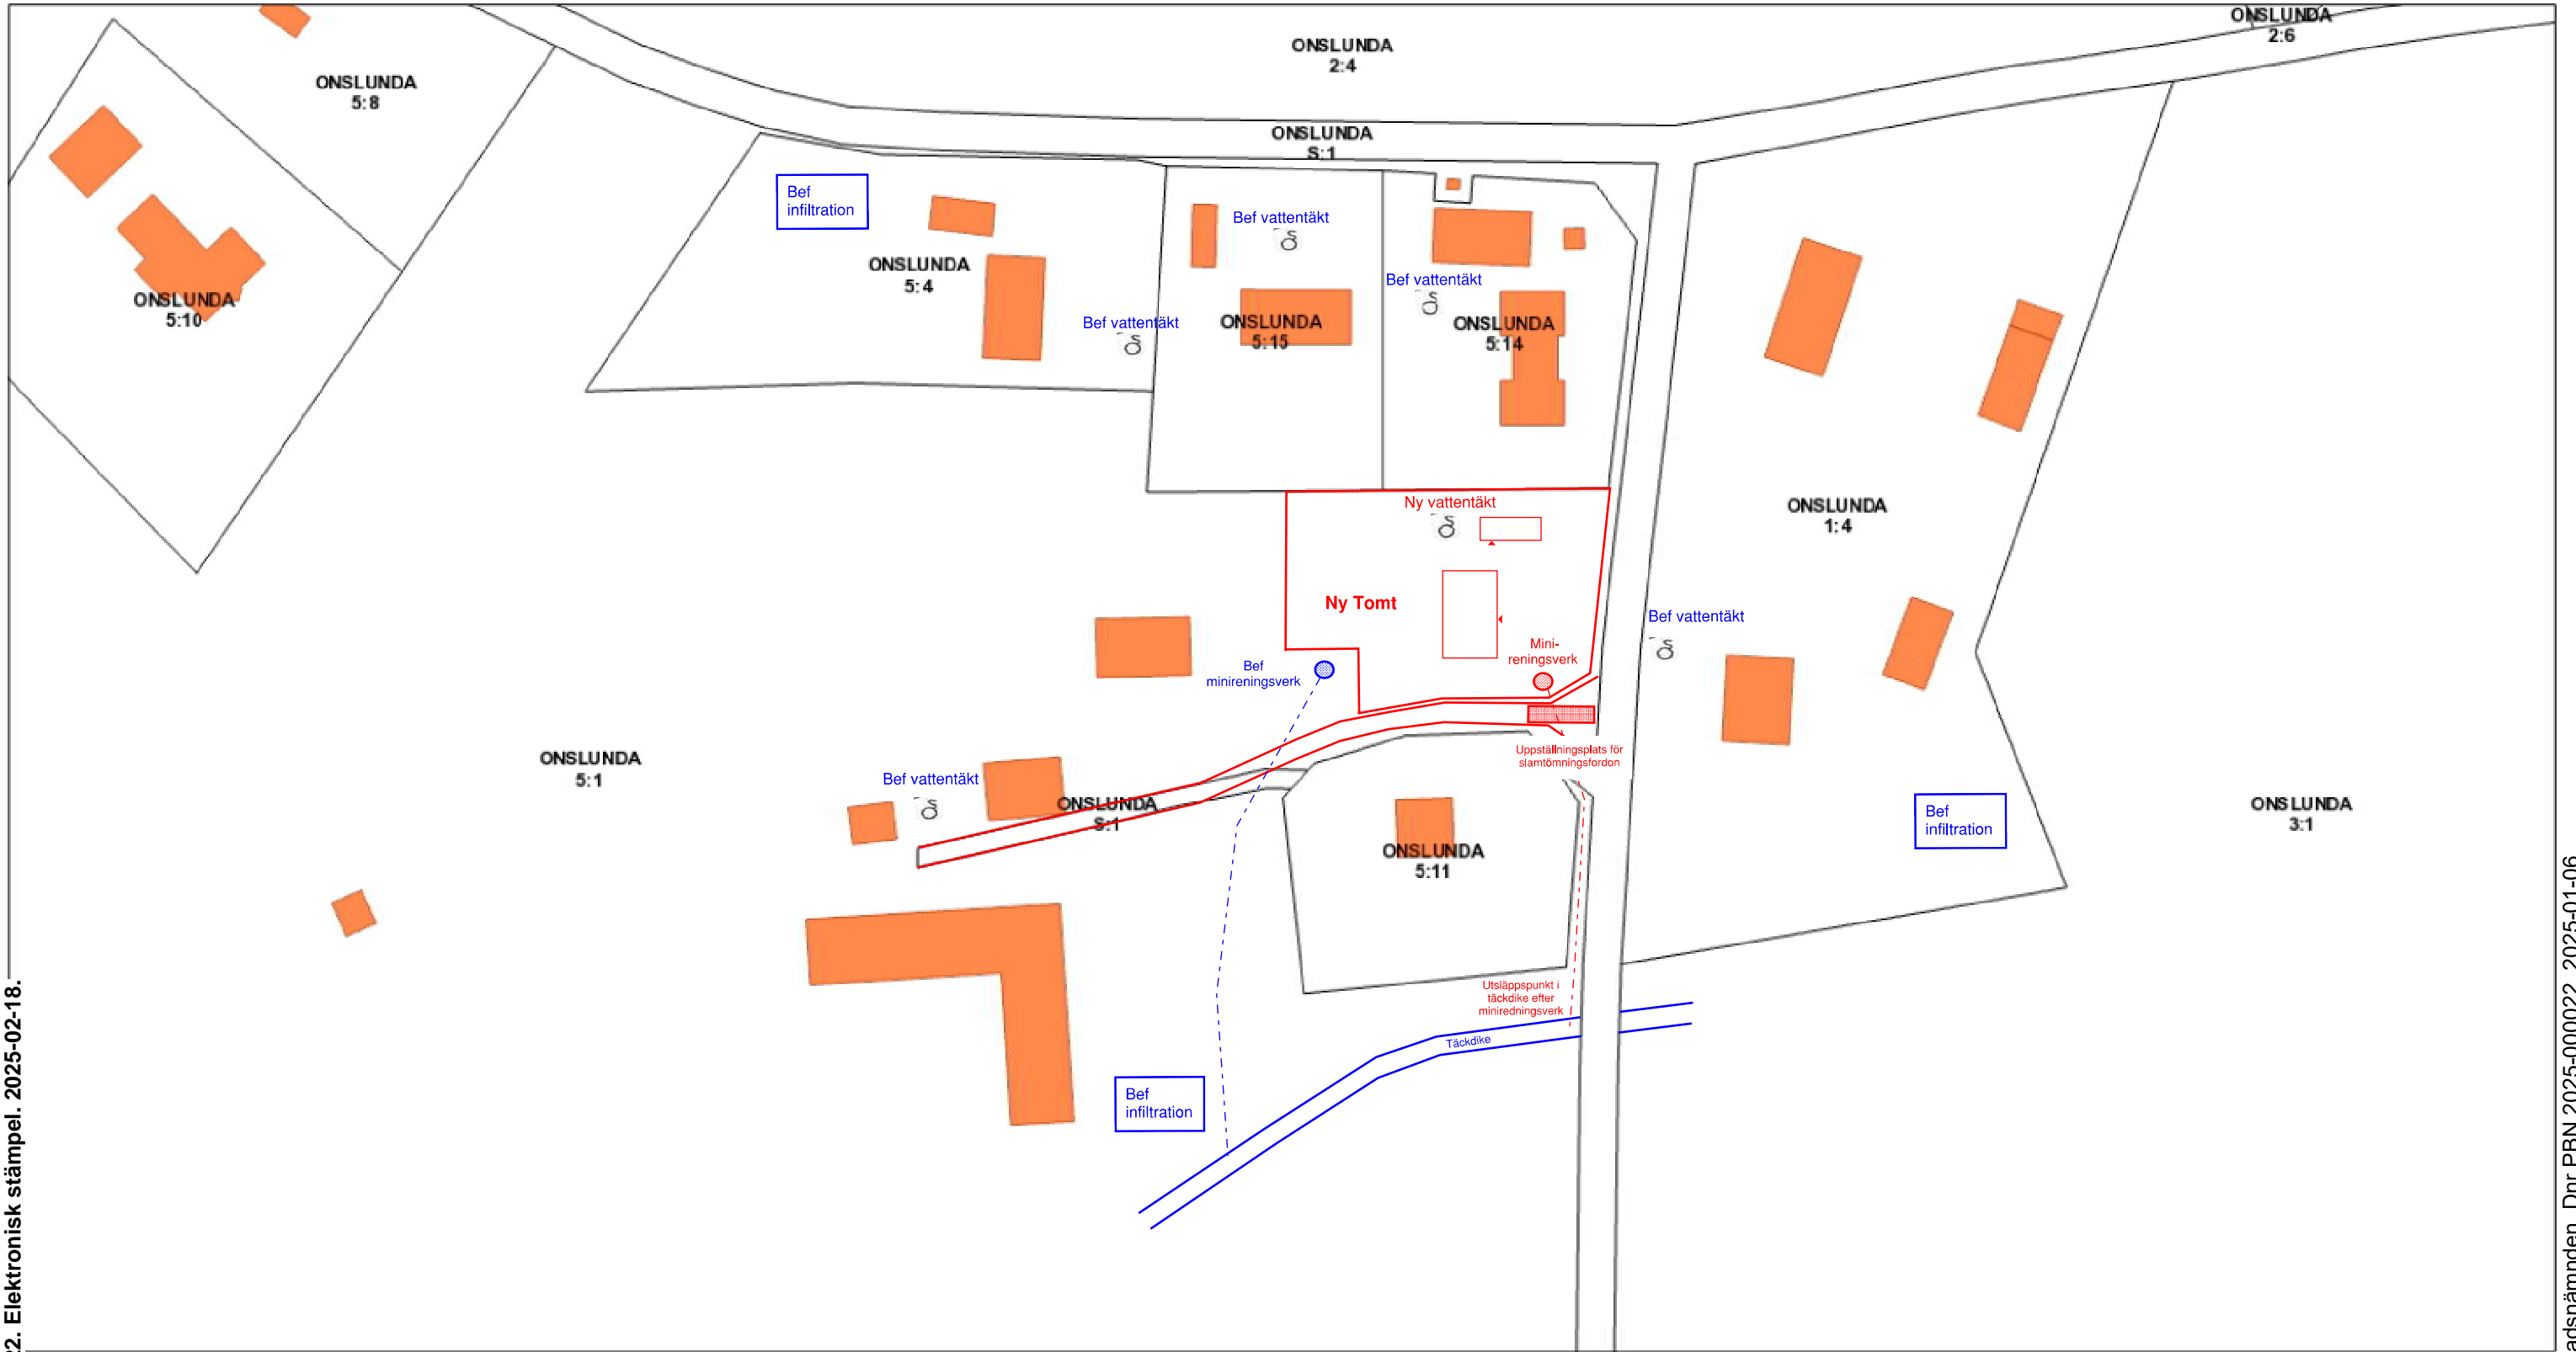 ONSLUNDA
2:6
ONSLUNDA
2:4
ONSLUNDA
5:8
ONSLUNDA
S:1
Bef
infiltration
Bef vattentäkt
ONSLUNDA
5:4
Bef vattentäkt
ONSLUNDA
5:10
Bef vattentäkt
ONSLUNDA
5:15
ONSLUNDA
5:14
Ny vattentäkt
ONSLUNDA
1:4
Ny Tomt
Bef vattentäkt
Mini-
reningsverk
Bef
minireningsverk
Uppställningsplats för
slamtömningsfordon
ONSLUNDA
5:1
Bef vattentäkt
ONSLUNDA
S:1
Bef
infiltration
ONSLUNDA
3:1
ONSLUNDA
5:11
Utsläppspunkt i
täckdike efter
miniredningsverk
Täckdike
Bef
infiltration
22. Elektronisk stämpel. 2025-02-18.
adsnämnden Dnr PBN 2025-000022 2025-01-06